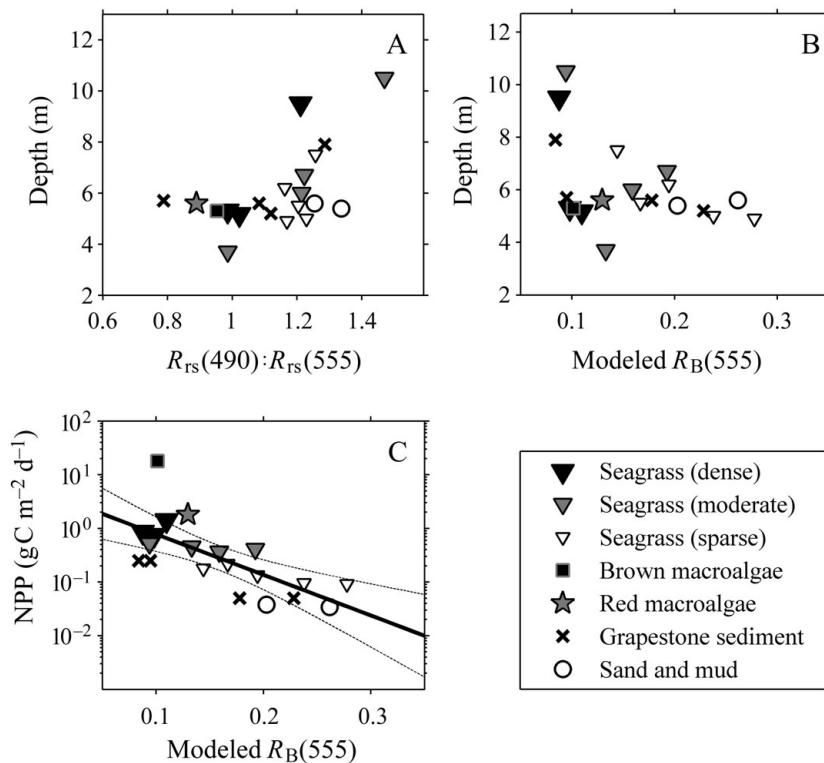 A
12
10
8
6
4
2
Depth (m)
0.6 0.8 1 1.2 1.4
Rrs(490):Rrs(555)
B
12
10
8
6
4
2
Depth (m)
0.1 0.2 0.3
Modeled RB(555)
C
10² 
10¹
10⁰
10⁻¹
10⁻²
NPP (gC m⁻² d⁻¹)
0.1 0.2 0.3
Modeled RB(555)
Seagrass (dense)
Seagrass (moderate)
Seagrass (sparse)
Brown macroalgae
Red macroalgae
Grapestone sediment
Sand and mud